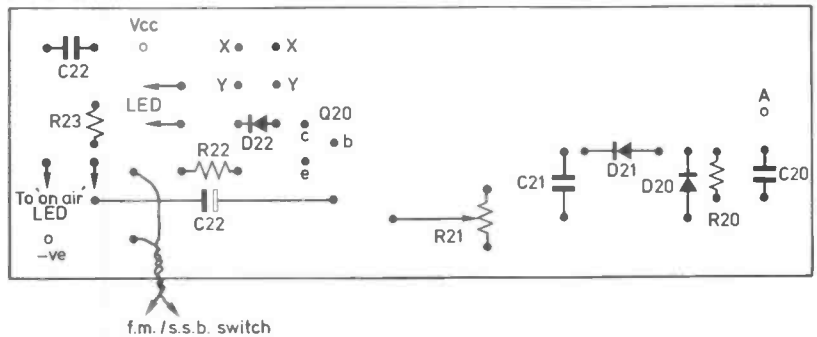 Vcc
C22
X X
Y Y
LED
Q20
c
b
e
R23
D22
R22
To 'on air'
LED
C22
-ve
R21
C21
D21
D20
R20
A
C20
f.m. / s.s.b. switch